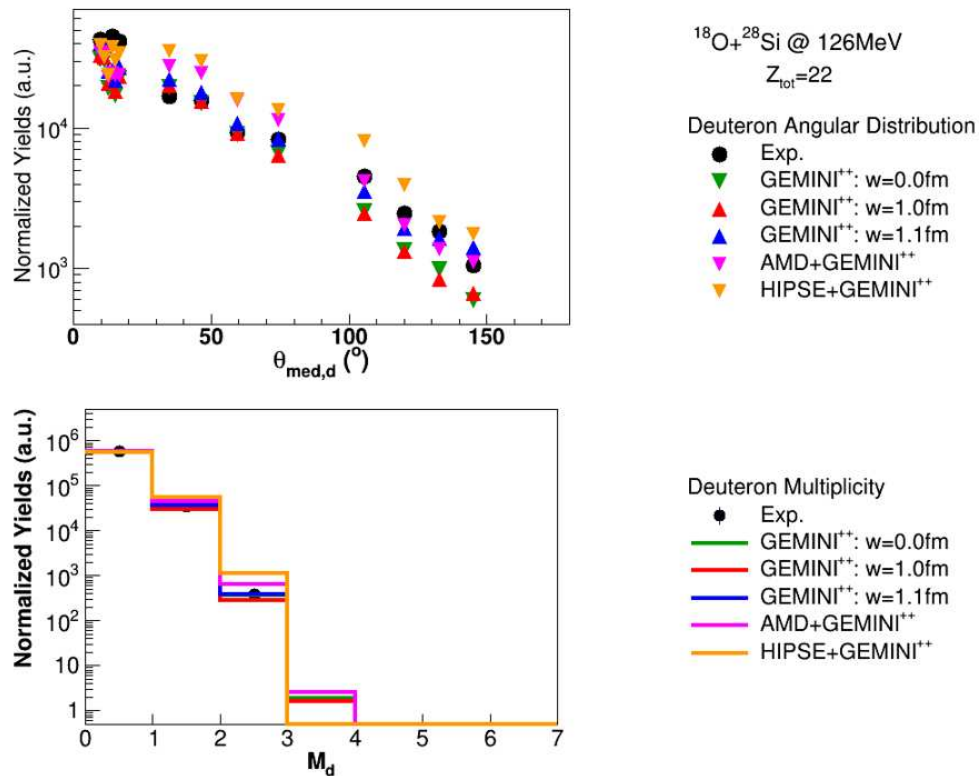 Normalized Yields (a.u.)
10⁴
10³
0
50
100
150
θmed,d (°)
¹⁸O+²⁸Si @ 126MeV
Ztot=22
Deuteron Angular Distribution
Exp.
GEMINI⁺⁺: w=0.0fm
GEMINI⁺⁺: w=1.0fm
GEMINI⁺⁺: w=1.1fm
AMD+GEMINI⁺⁺
HIPSE+GEMINI⁺⁺
Normalized Yields (a.u.)
10⁶
10⁵
10⁴
10³
10²
10
1
0
1
2
3
4
5
6
7
Md
Deuteron Multiplicity
Exp.
GEMINI⁺⁺: w=0.0fm
GEMINI⁺⁺: w=1.0fm
GEMINI⁺⁺: w=1.1fm
AMD+GEMINI⁺⁺
HIPSE+GEMINI⁺⁺